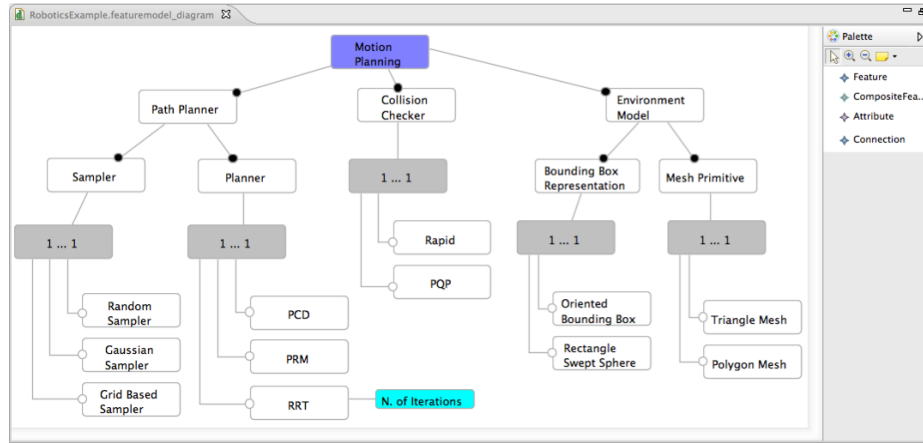 RoboticsExample.featuremodel_diagram
Palette
Feature
CompositeFea..
Attribute
Connection
Motion
Planning
Path Planner
Collision
Checker
Environment
Model
Sampler
Planner
1 ... 1
Bounding Box
Representation
Mesh Primitive
1 ... 1
1 ... 1
1 ... 1
1 ... 1
Rapid
PQP
Random
Sampler
Gaussian
Sampler
Grid Based
Sampler
PCD
PRM
RRT
N. of Iterations
Oriented
Bounding Box
Rectangle
Swept Sphere
Triangle Mesh
Polygon Mesh